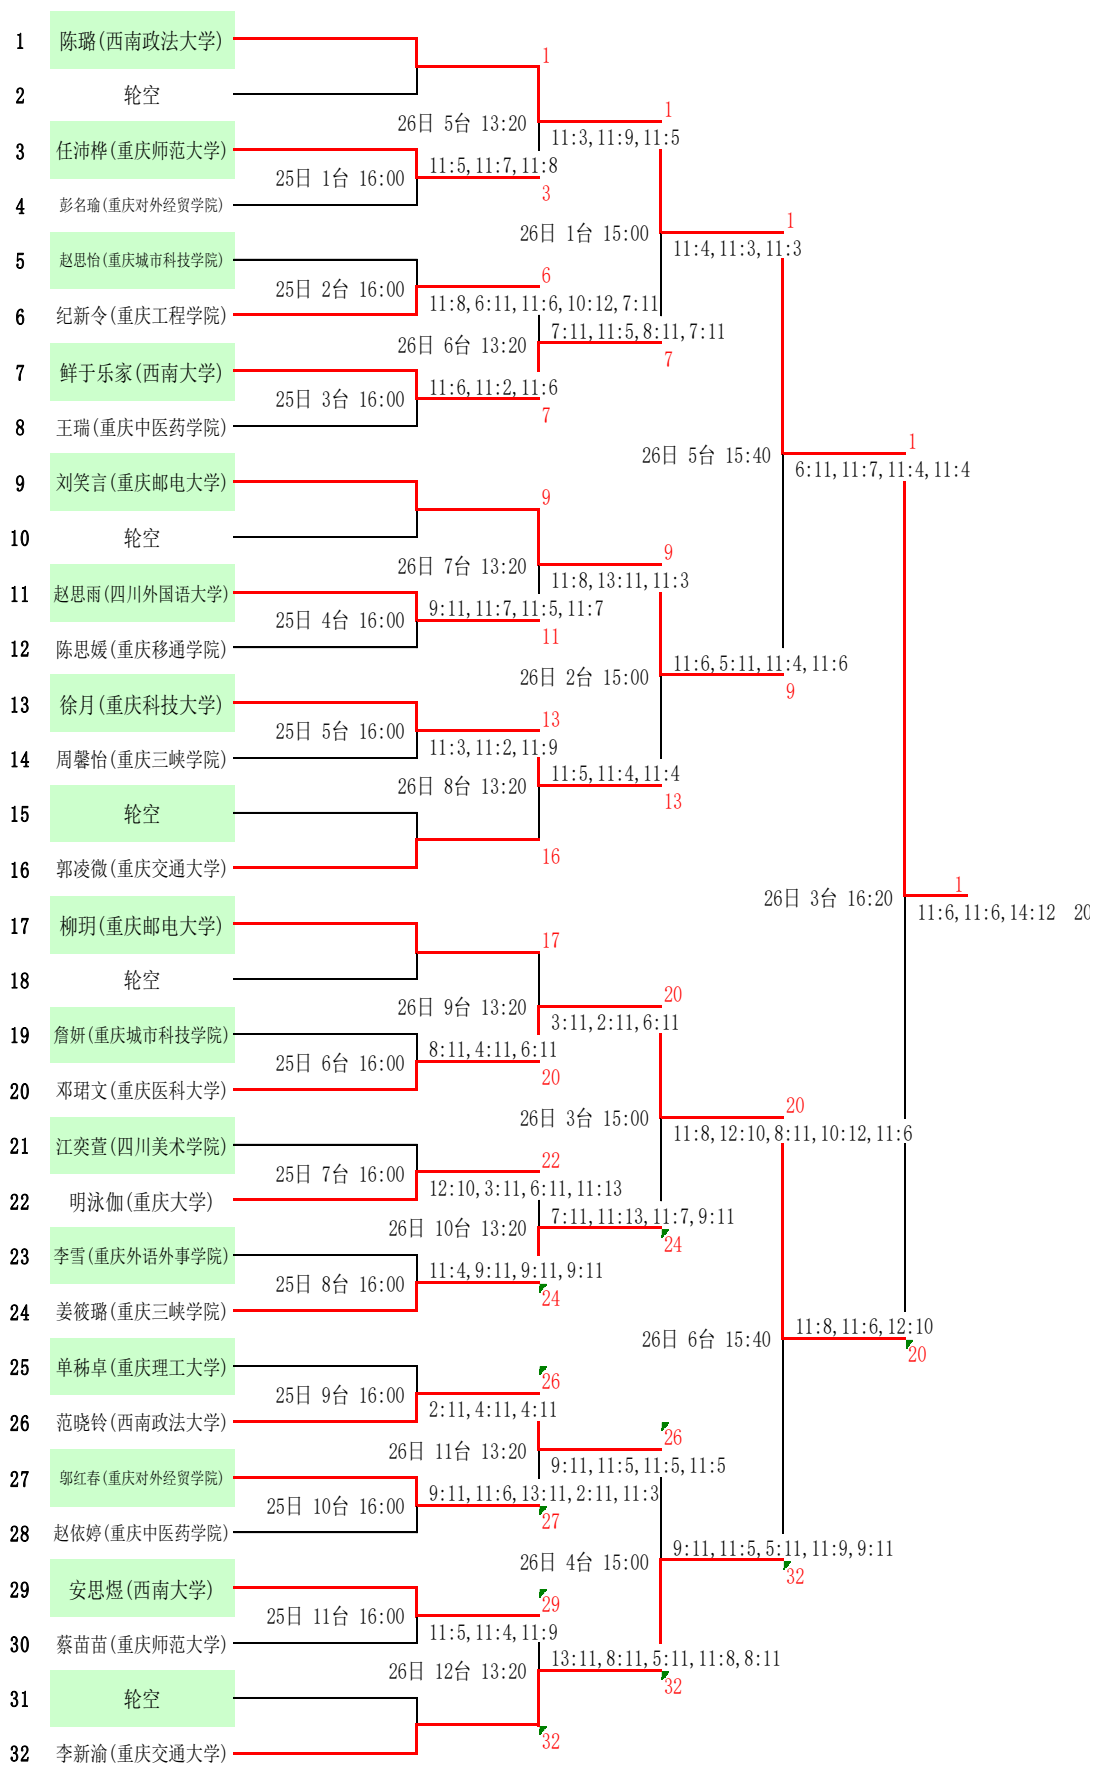 1 陈璐(西南政法大学)
1
2 轮空
26日 5台 13:20
1
11:3,11:9,11:5
3 任沛桦(重庆师范大学)
11:5,11:7,11:8
25日 1台 16:00
3
4 彭名瑜(重庆对外经贸学院)
1
26日 1台 15:00
11:4,11:3,11:3
5 赵思怡(重庆城市科技学院)
6
25日 2台 16:00
11:8,6:11,11:6,10:12,7:11
6 纪新令(重庆工程学院)
7:11,11:5,8:11,7:11
26日 6台 13:20
7
7 鲜于乐家(西南大学)
11:6,11:2,11:6
25日 3台 16:00
7
8 王瑞(重庆中医药学院)
1
26日 5台 15:40
6:11,11:7,11:4,11:4
9 刘笑言(重庆邮电大学)
9
10 轮空
9
26日 7台 13:20
11:8,13:11,11:3
11 赵思雨(四川外国语大学)
9:11,11:7,11:5,11:7
25日 4台 16:00
11
12 陈思媛(重庆移通学院)
11:6,5:11,11:4,11:6
26日 2台 15:00
9
13 徐月(重庆科技大学)
13
25日 5台 16:00
11:3,11:2,11:9
14 周馨怡(重庆三峡学院)
11:5,11:4,11:4
26日 8台 13:20
13
15 轮空
16
16 郭凌微(重庆交通大学)
1
26日 3台 16:20
11:6,11:6,14:12 20
17 柳玥(重庆邮电大学)
17
18 轮空
20
26日 9台 13:20
3:11,2:11,6:11
19 詹妍(重庆城市科技学院)
8:11,4:11,6:11
25日 6台 16:00
20
20 邓珺文(重庆医科大学)
20
26日 3台 15:00
11:8,12:10,8:11,10:12,11:6
21 江奕萱(四川美术学院)
22
25日 7台 16:00
12:10,3:11,6:11,11:13
22 明泳伽(重庆大学)
7:11,11:13,11:7,9:11
26日 10台 13:20
24
23 李雪(重庆外语外事学院)
11:4,9:11,9:11,9:11
25日 8台 16:00
24
24 姜筱璐(重庆三峡学院)
11:8,11:6,12:10
26日 6台 15:40
20
25 单秭卓(重庆理工大学)
26
25日 9台 16:00
2:11,4:11,4:11
26 范晓铃(西南政法大学)
26
26日 11台 13:20
9:11,11:5,11:5,11:5
27 邬红春(重庆对外经贸学院)
9:11,11:6,13:11,2:11,11:3
25日 10台 16:00
27
28 赵依婷(重庆中医药学院)
9:11,11:5,5:11,11:9,9:11
26日 4台 15:00
32
29 安思煜(西南大学)
29
25日 11台 16:00
11:5,11:4,11:9
30 蔡苗苗(重庆师范大学)
13:11,8:11,5:11,11:8,8:11
26日 12台 13:20
32
31 轮空
32
32 李新渝(重庆交通大学)